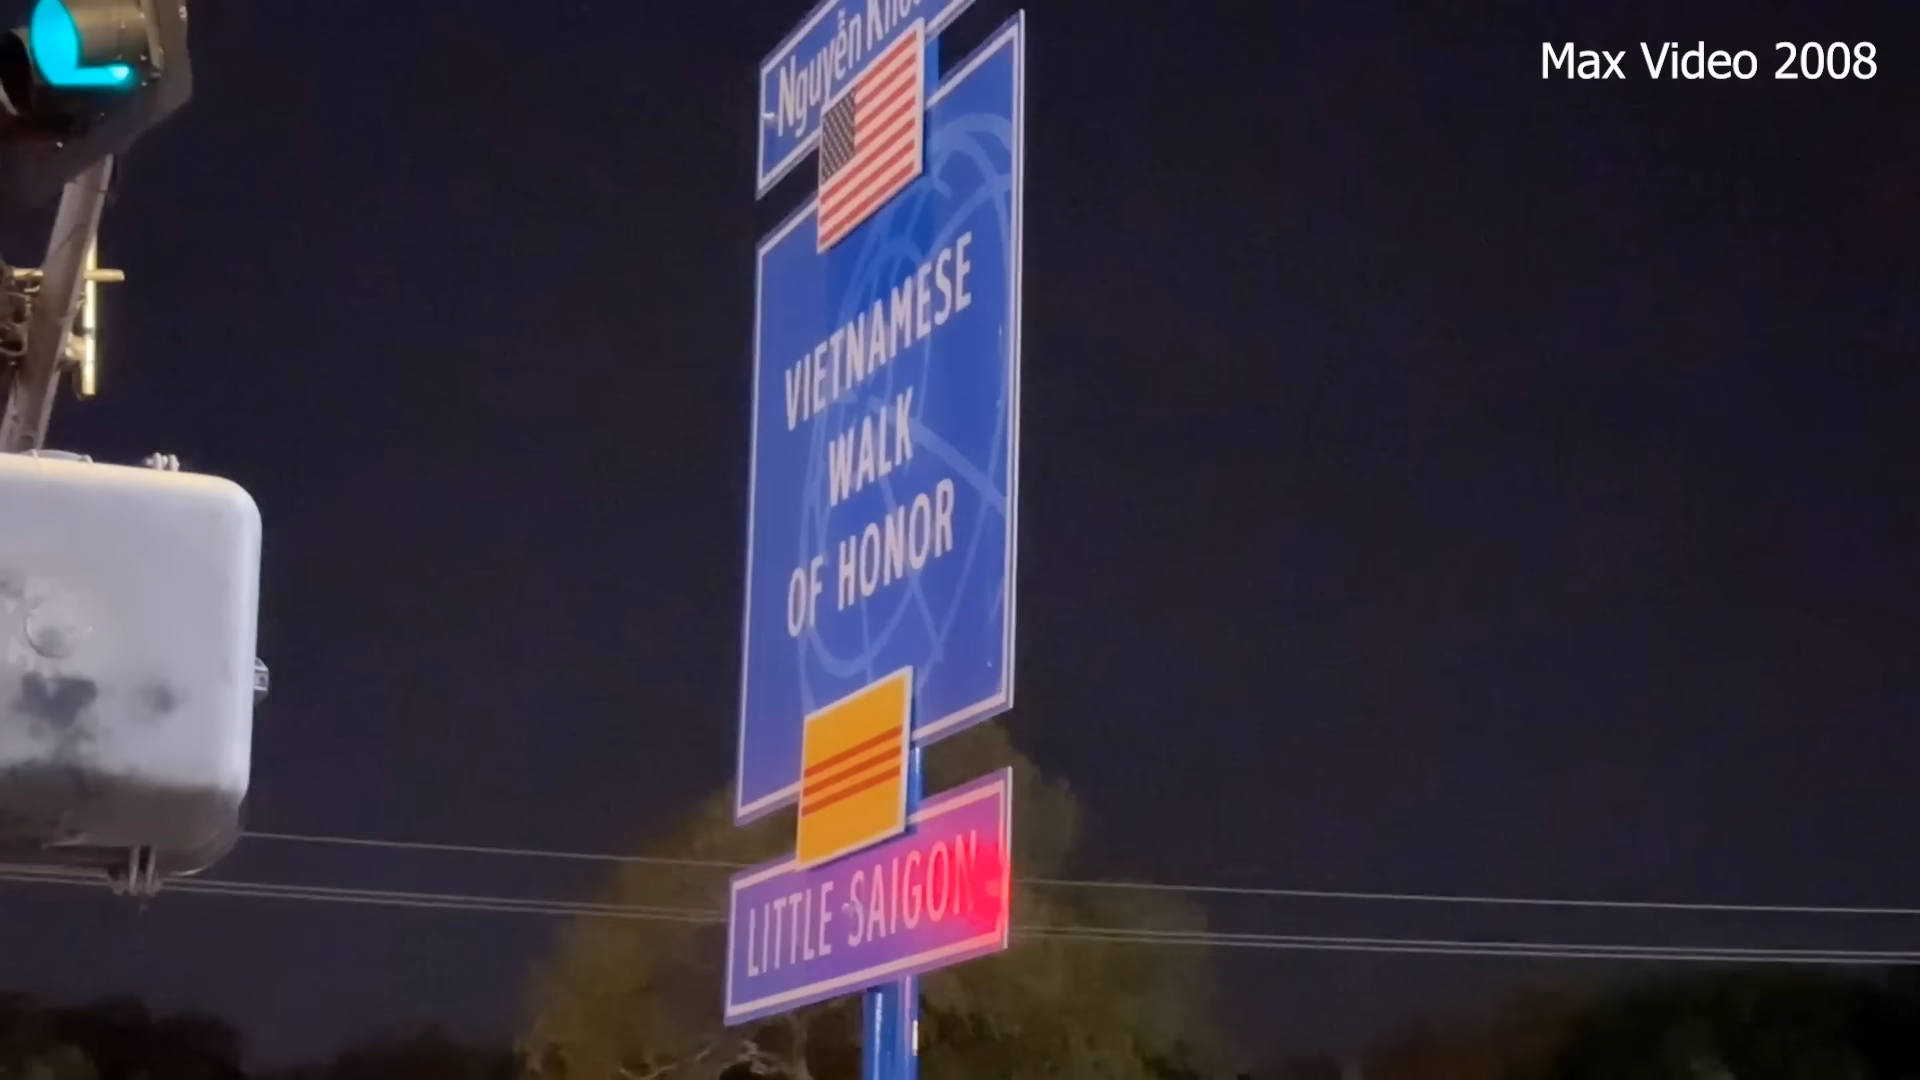 Max Video 2008
Nguyễn
VIETNAMESE
WALK
OF HONOR
LITTLE SAIGON